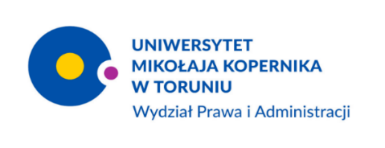 UNIWERSYTET
MIKOŁAJA KOPERNIKA
W TORUNIU
Wydział Prawa i Administracji